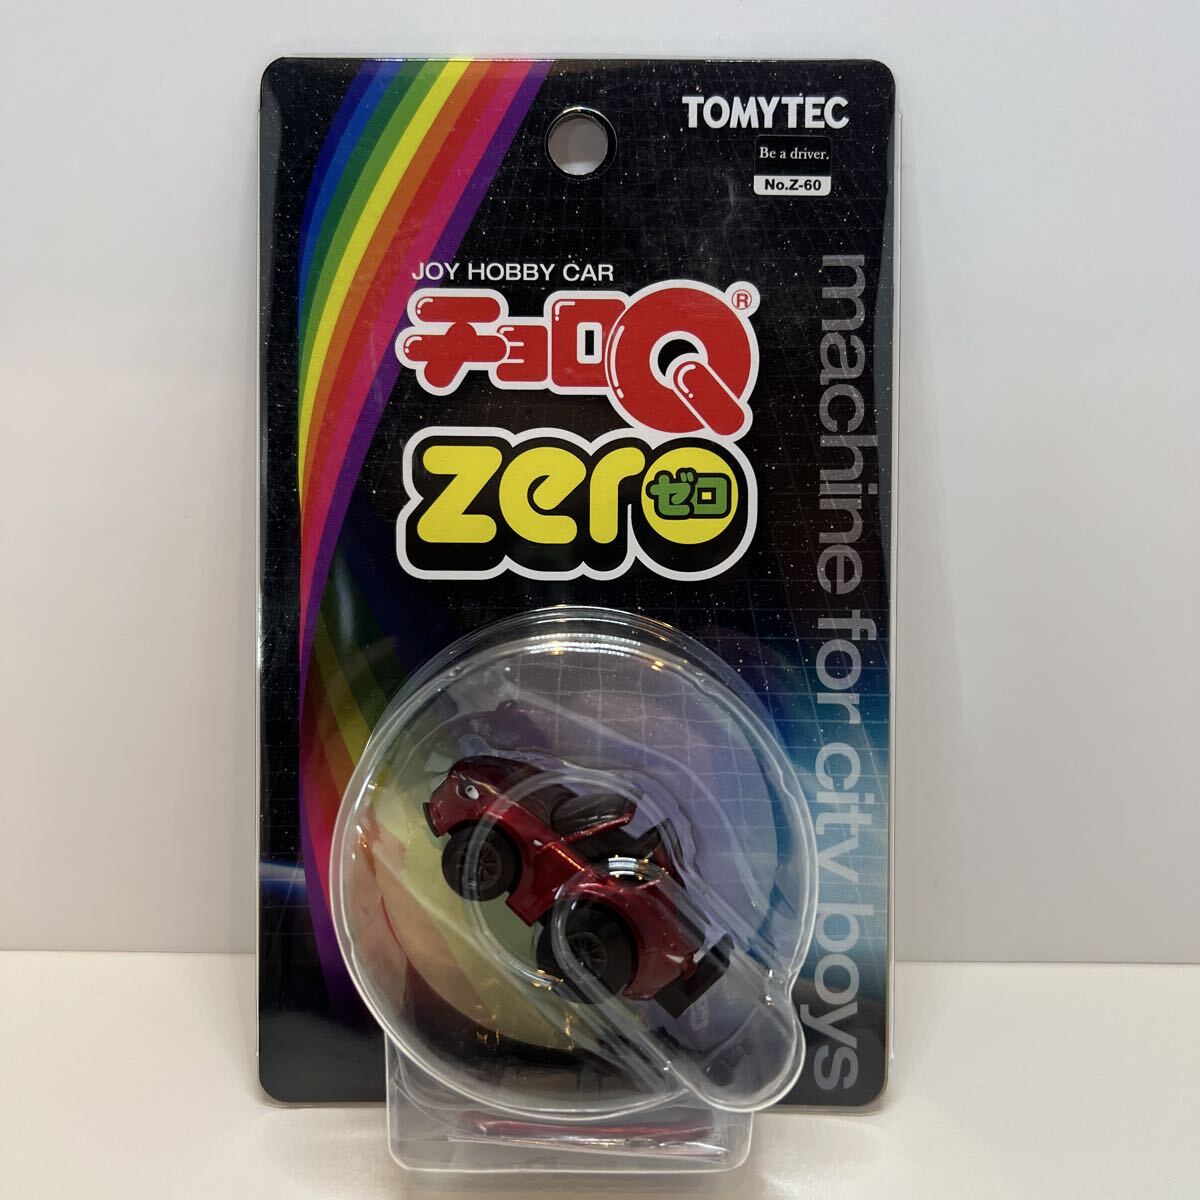 TOMYTEC
Be a driver.
No.Z-60
JOY HOBBY CAR
チョロQ®
zero
ゼロ
machine for city boys